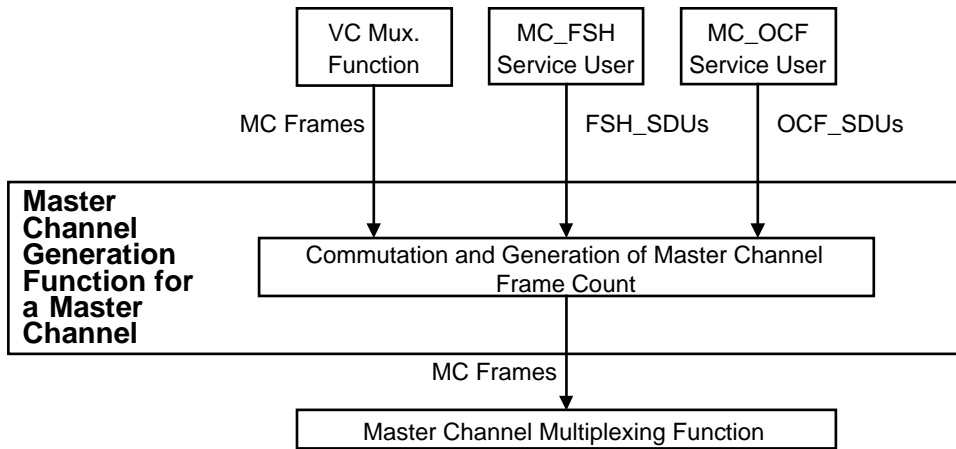 VC Mux.
Function
MC_FSH
Service User
MC_OCF
Service User
MC Frames
FSH_SDUs
OCF_SDUs
Master
Channel
Generation
Function for
a Master
Channel
Commutation and Generation of Master Channel
Frame Count
MC Frames
Master Channel Multiplexing Function